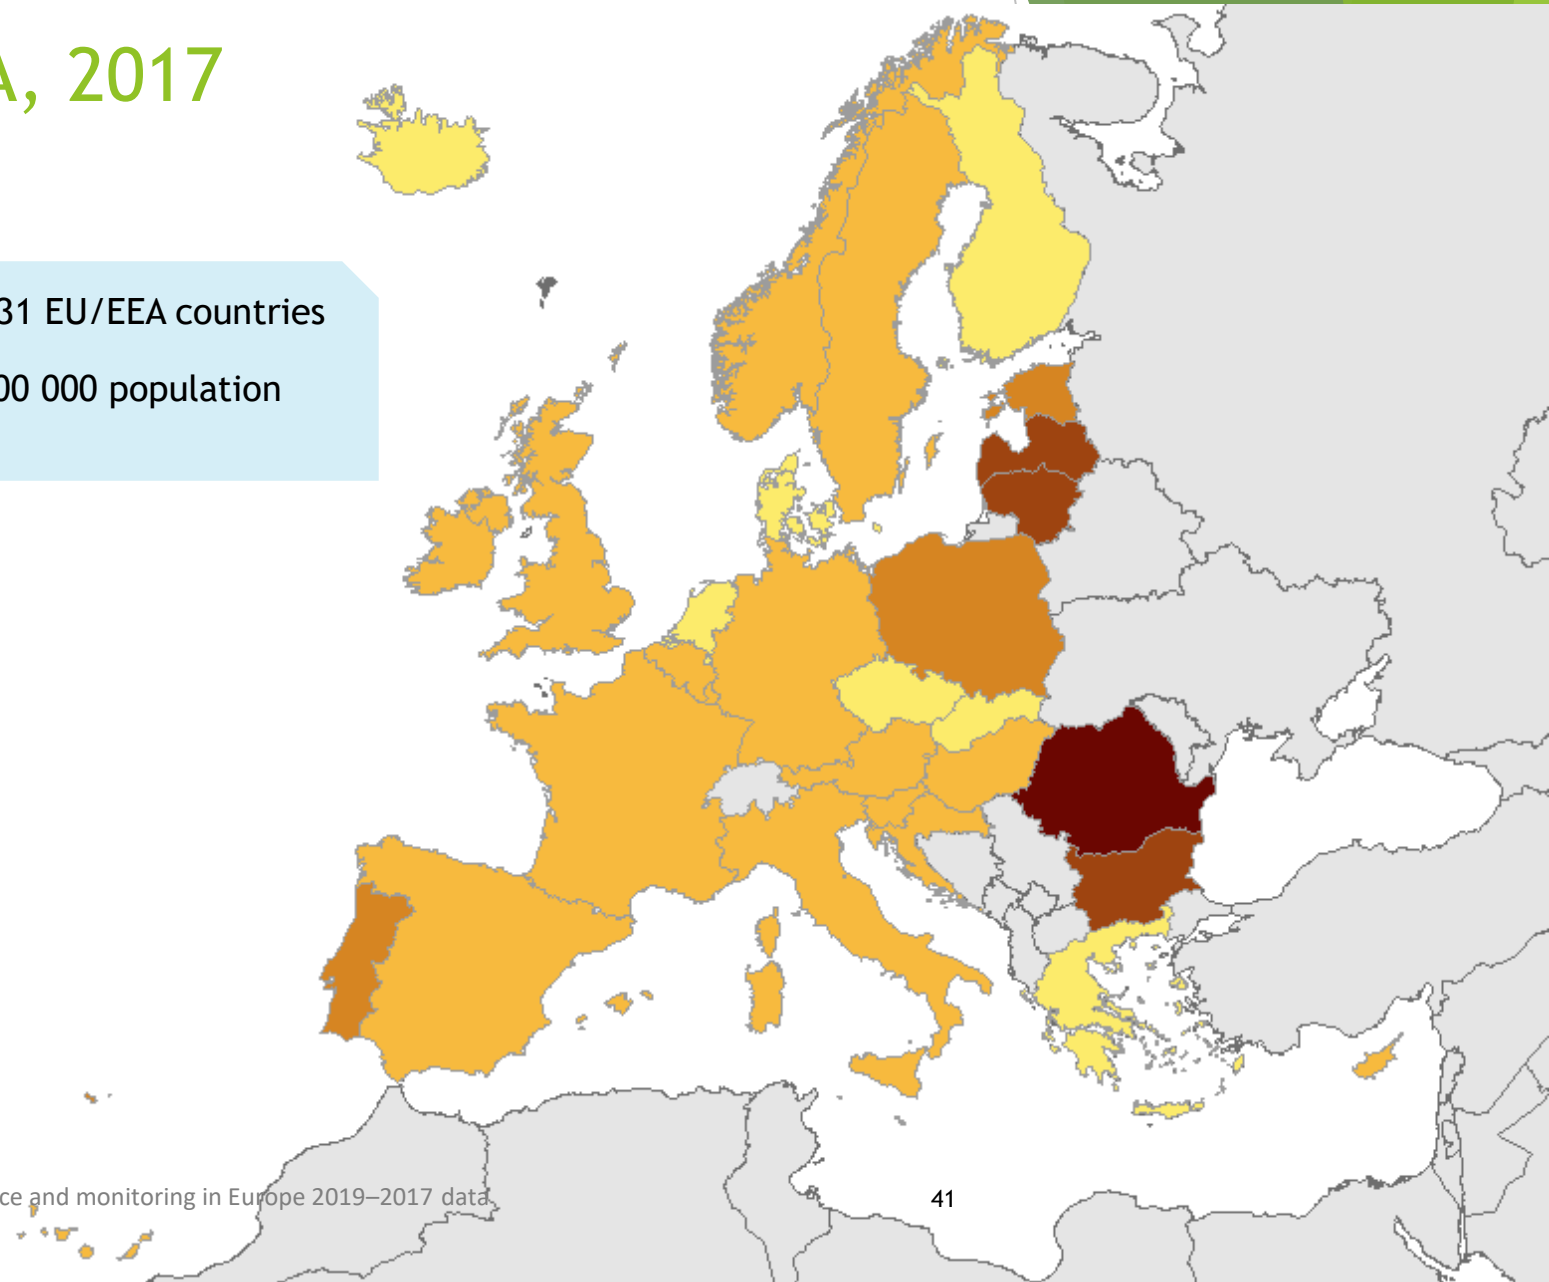 A, 2017
31 EU/EEA countries
00 000 population
ce and monitoring in Europe 2019–2017 data
41